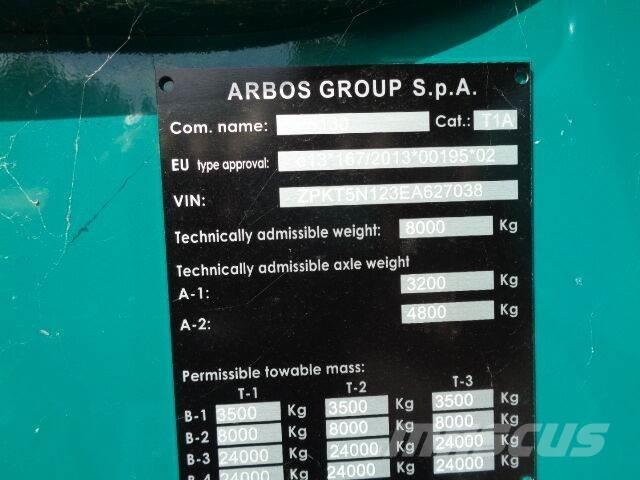 ARBOS GROUP S.p.A.
Com. name: 5130 Cat.: T1A
EU type approval: e13*167/2013*00195*02
VIN: ZPKT5N123EA627038
Technically admissible weight: 8000 Kg
Technically admissible axle weight
A-1: 3200 Kg
A-2: 4800 Kg
Permissible towable mass:
T-1 T-2 T-3
B-1 3500 Kg 3500 Kg 3500 Kg
B-2 8000 Kg 8000 Kg 8000 Kg
B-3 24000 Kg 24000 Kg 24000 Kg
B-4 24000 Kg 24000 Kg 24000 Kg
MASCUS